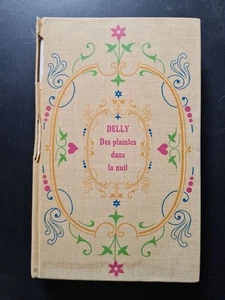 DELLY
Des plaintes
dans
la nuit